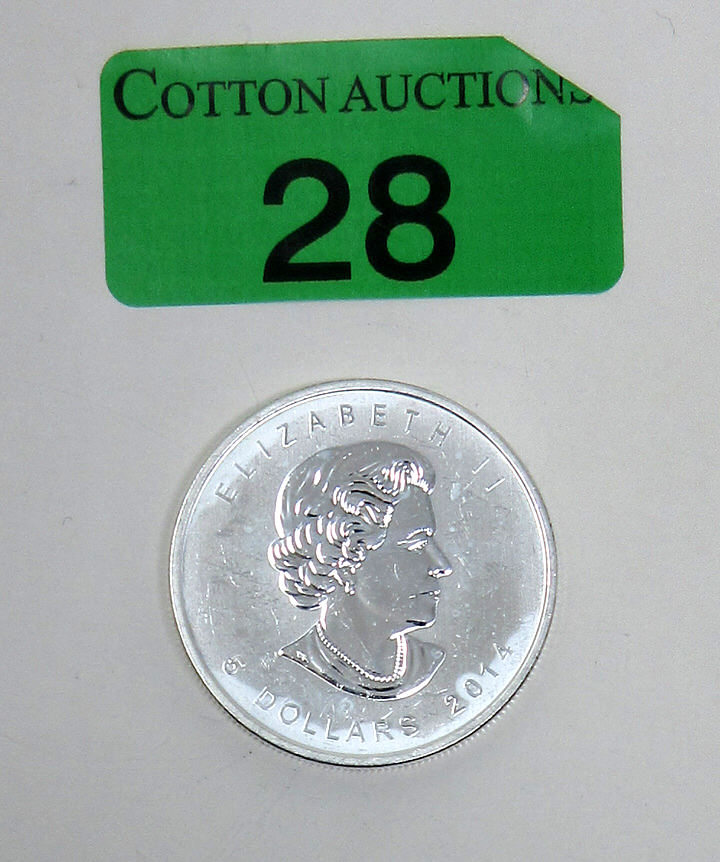 COTTON AUCTIONS
28
ELIZABETH II
5 DOLLARS 2014